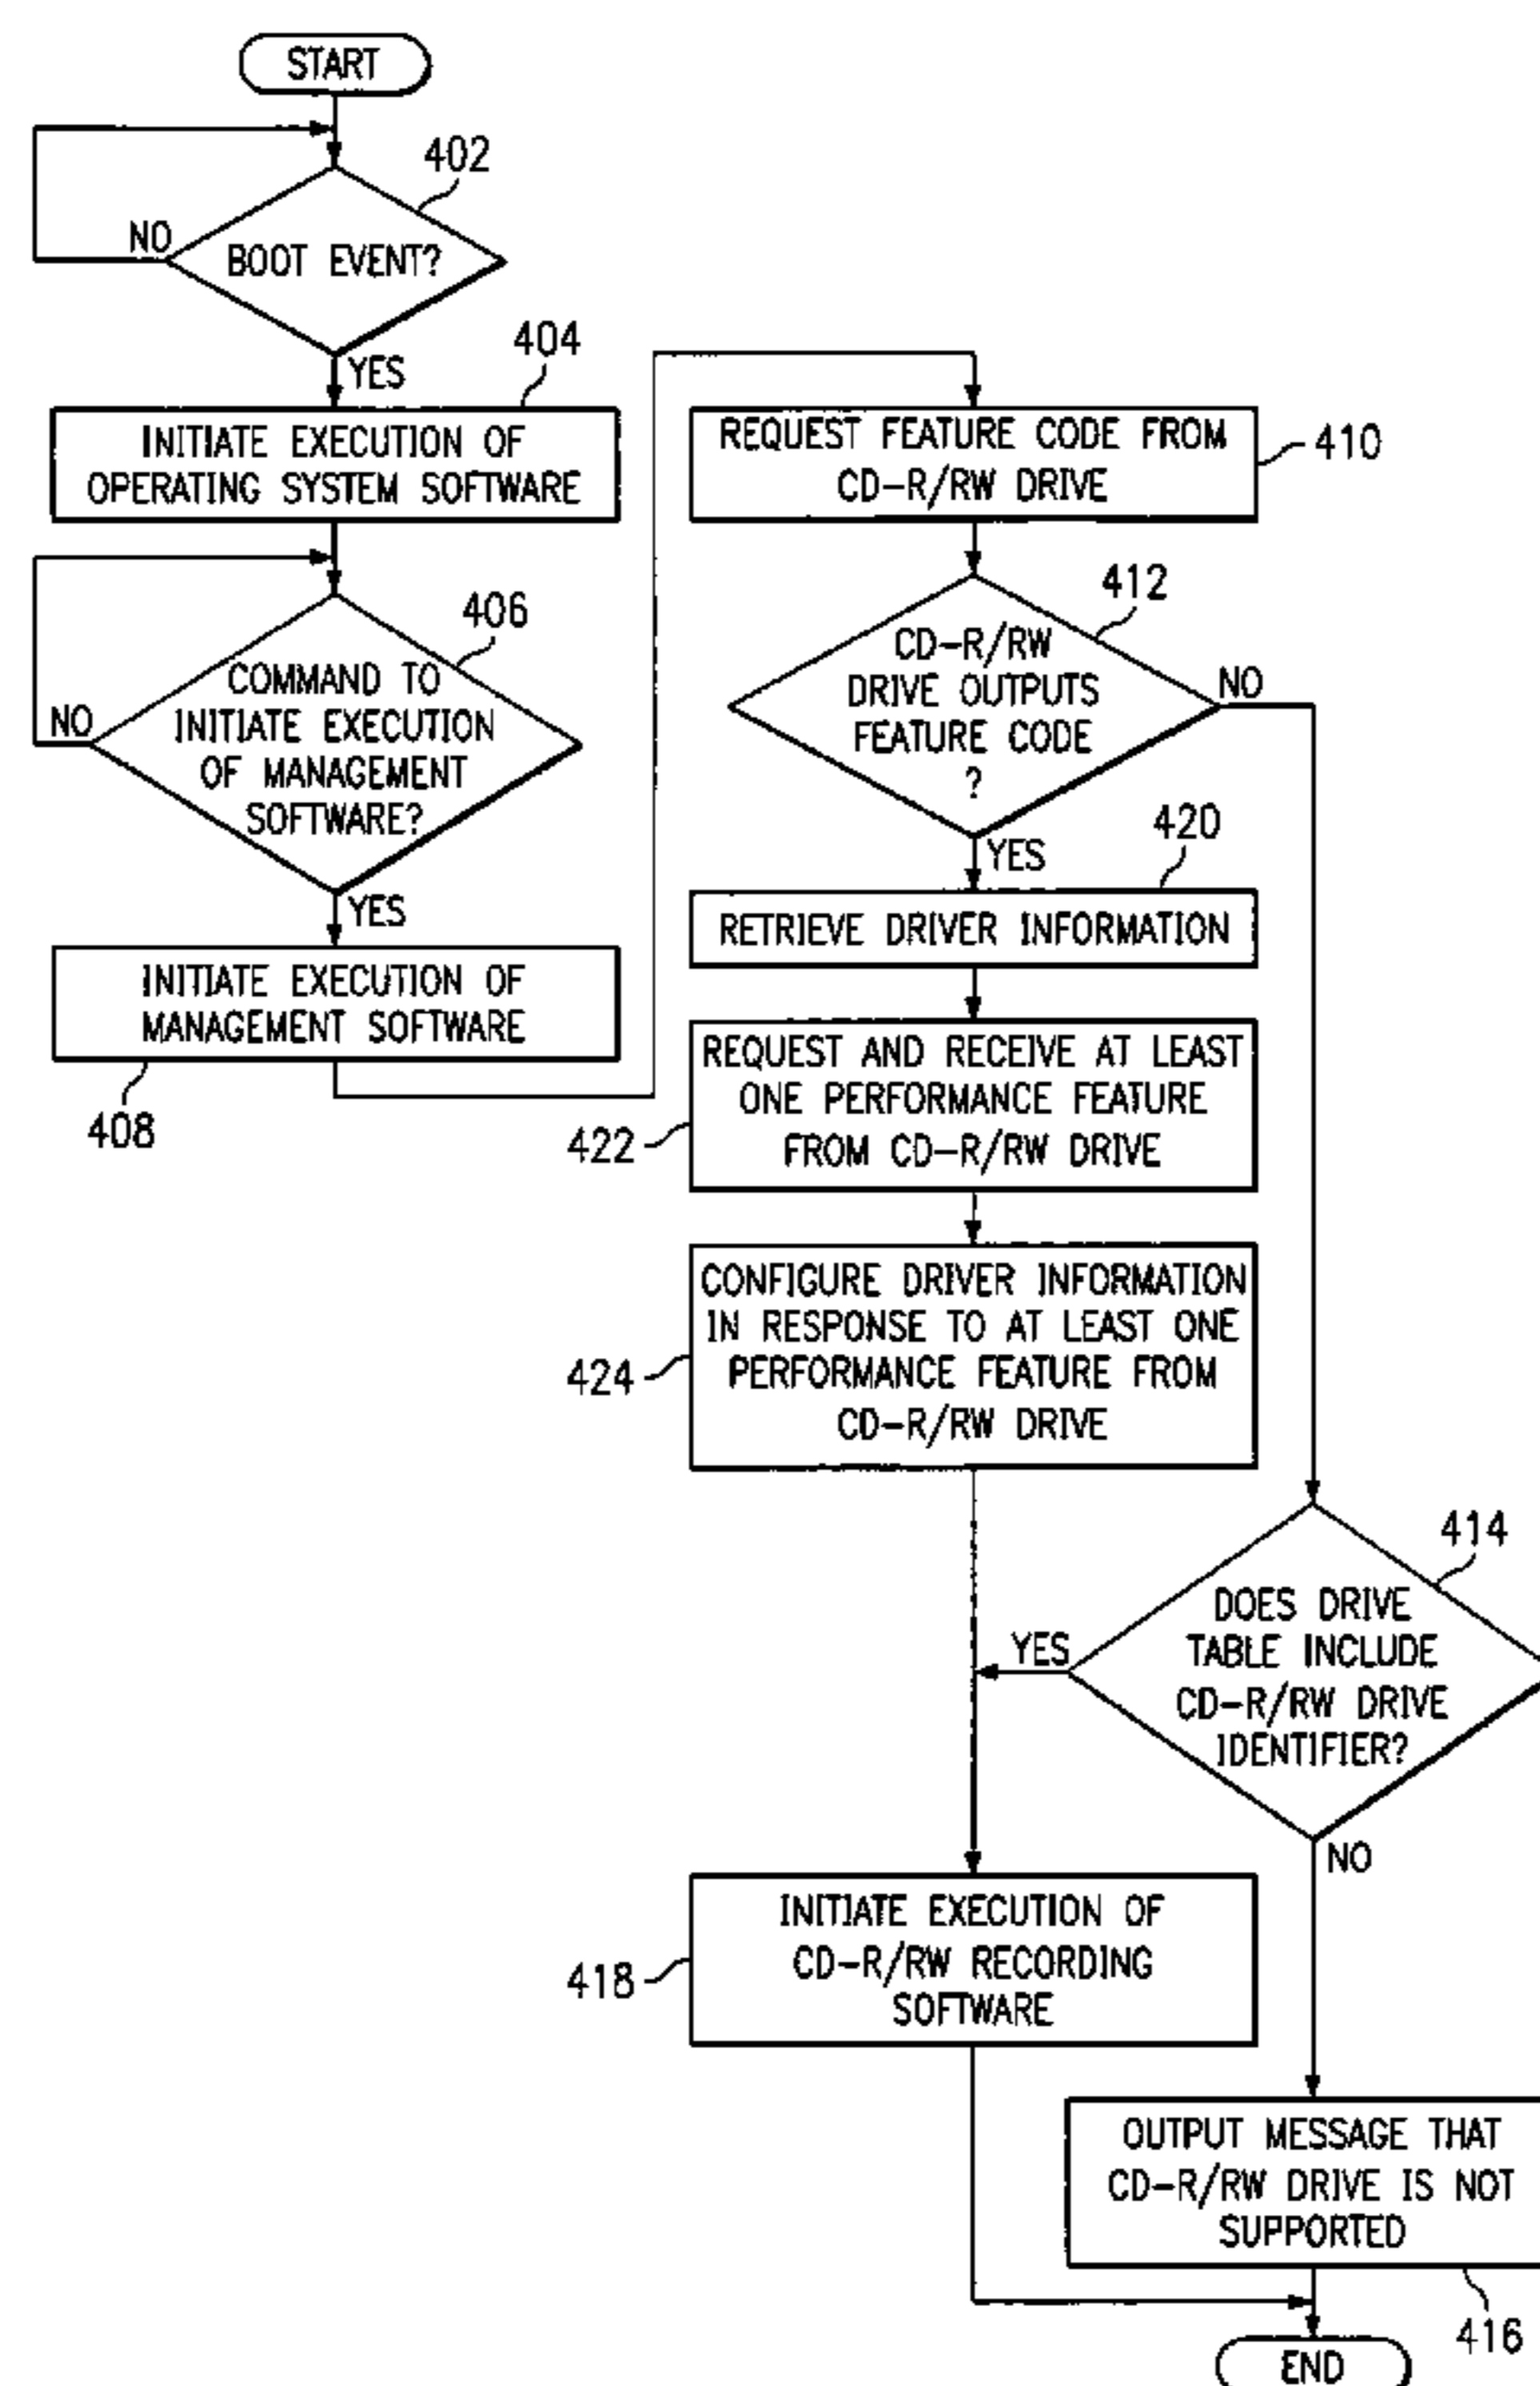 START
402
NO
BOOT EVENT?
YES
404
INITIATE EXECUTION OF
OPERATING SYSTEM SOFTWARE
406
COMMAND TO
INITIATE EXECUTION
OF MANAGEMENT
SOFTWARE?
NO
YES
INITIATE EXECUTION OF
MANAGEMENT SOFTWARE
408
REQUEST FEATURE CODE FROM
CD-R/RW DRIVE
410
412
CD-R/RW
DRIVE OUTPUTS
FEATURE CODE
?
NO
YES
420
RETRIEVE DRIVER INFORMATION
REQUEST AND RECEIVE AT LEAST
ONE PERFORMANCE FEATURE
FROM CD-R/RW DRIVE
422
CONFIGURE DRIVER INFORMATION
IN RESPONSE TO AT LEAST ONE
PERFORMANCE FEATURE FROM
CD-R/RW DRIVE
424
414
DOES DRIVE
TABLE INCLUDE
CD-R/RW DRIVE
IDENTIFIER?
YES
NO
INITIATE EXECUTION OF
CD-R/RW RECORDING
SOFTWARE
418
OUTPUT MESSAGE THAT
CD-R/RW DRIVE IS NOT
SUPPORTED
416
END